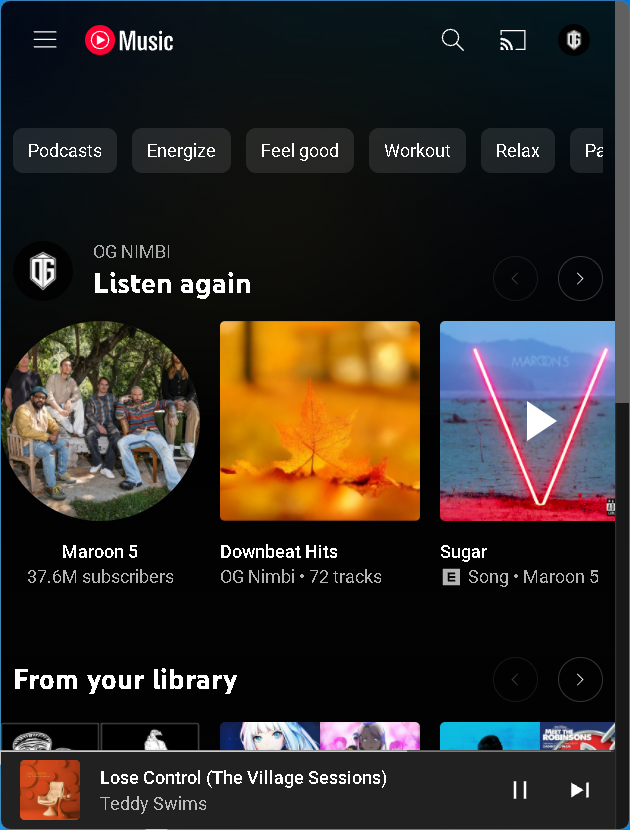 Music
OG
Podcasts
Energize
Feel good
Workout
Relax
Pa
OG
OG NIMBI
Listen again
MAROON 5
Maroon 5
37.6M subscribers
Downbeat Hits
OG Nimbi • 72 tracks
Sugar
E Song • Maroon 5
From your library
MEET THE
ROBINSONS
Lose Control (The Village Sessions)
Teddy Swims